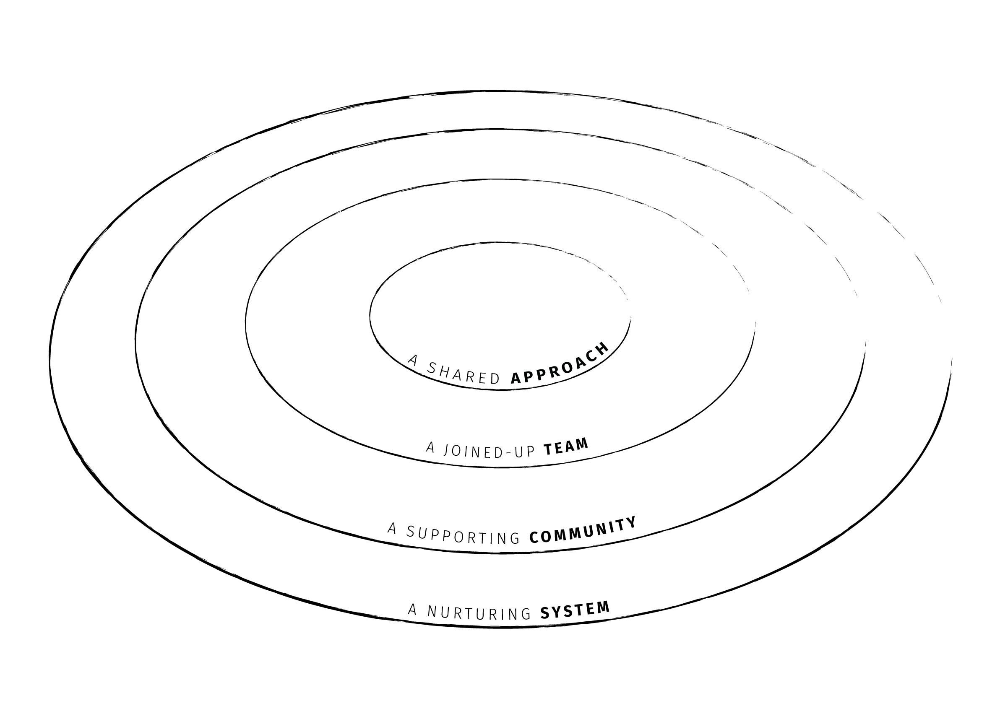 A SHARED APPROACH
A JOINED-UP TEAM
A SUPPORTING COMMUNITY
A NURTURING SYSTEM